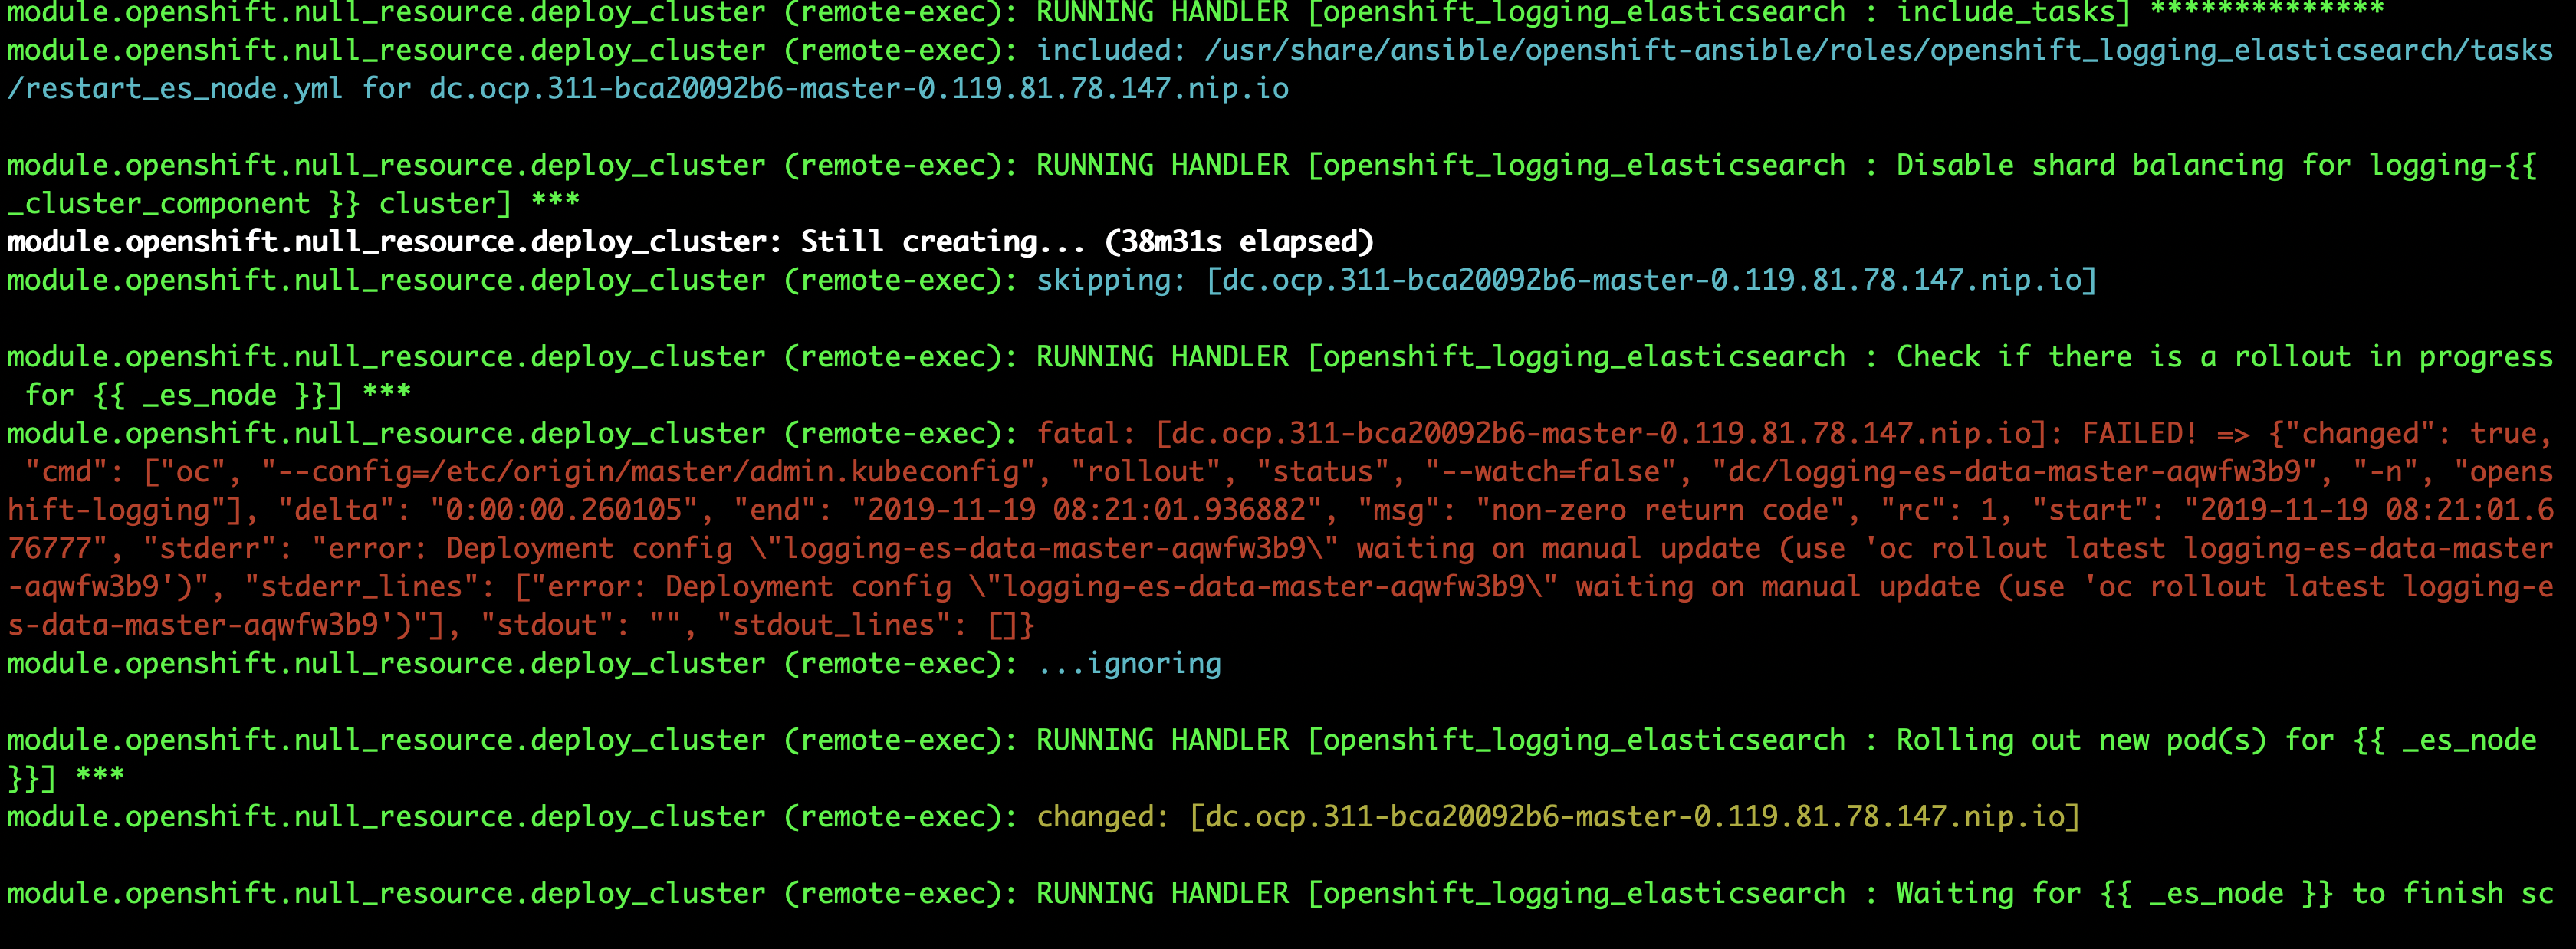 module.openshift.null_resource.deploy_cluster (remote-exec): RUNNING HANDLER [openshift_logging_elasticsearch : include_tasks] **************
module.openshift.null_resource.deploy_cluster (remote-exec): included: /usr/share/ansible/openshift-ansible/roles/openshift_logging_elasticsearch/tasks
/restart_es_node.yml for dc.ocp.311-bca20092b6-master-0.119.81.78.147.nip.io
module.openshift.null_resource.deploy_cluster (remote-exec): RUNNING HANDLER [openshift_logging_elasticsearch : Disable shard balancing for logging-{{
_cluster_component }} cluster] ***
module.openshift.null_resource.deploy_cluster: Still creating... (38m31s elapsed)
module.openshift.null_resource.deploy_cluster (remote-exec): skipping: [dc.ocp.311-bca20092b6-master-0.119.81.78.147.nip.io]
module.openshift.null_resource.deploy_cluster (remote-exec): RUNNING HANDLER [openshift_logging_elasticsearch : Check if there is a rollout in progress
 for {{ _es_node }}] ***
module.openshift.null_resource.deploy_cluster (remote-exec): fatal: [dc.ocp.311-bca20092b6-master-0.119.81.78.147.nip.io]: FAILED! => {"changed": true,
 "cmd": ["oc", "--config=/etc/origin/master/admin.kubeconfig", "rollout", "status", "--watch=false", "dc/logging-es-data-master-aqwfw3b9", "-n", "opens
hift-logging"], "delta": "0:00:00.260105", "end": "2019-11-19 08:21:01.936882", "msg": "non-zero return code", "rc": 1, "start": "2019-11-19 08:21:01.6
76777", "stderr": "error: Deployment config \"logging-es-data-master-aqwfw3b9\" waiting on manual update (use 'oc rollout latest logging-es-data-master
-aqwfw3b9')", "stderr_lines": ["error: Deployment config \"logging-es-data-master-aqwfw3b9\" waiting on manual update (use 'oc rollout latest logging-e
s-data-master-aqwfw3b9')"], "stdout": "", "stdout_lines": []}
module.openshift.null_resource.deploy_cluster (remote-exec): ...ignoring
module.openshift.null_resource.deploy_cluster (remote-exec): RUNNING HANDLER [openshift_logging_elasticsearch : Rolling out new pod(s) for {{ _es_node
}}] ***
module.openshift.null_resource.deploy_cluster (remote-exec): changed: [dc.ocp.311-bca20092b6-master-0.119.81.78.147.nip.io]
module.openshift.null_resource.deploy_cluster (remote-exec): RUNNING HANDLER [openshift_logging_elasticsearch : Waiting for {{ _es_node }} to finish sc